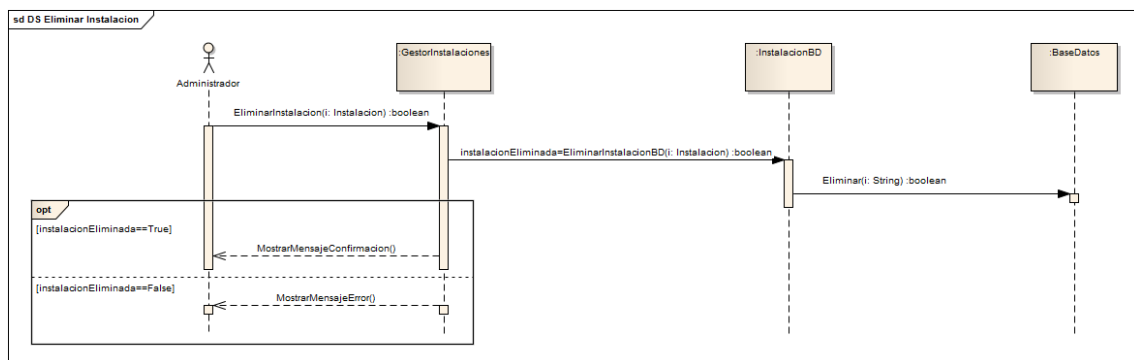 sd DS Eliminar Instalacion
Administrador
:GestorInstalaciones
:InstalacionBD
:BaseDatos
EliminarInstalacion(i: Instalacion) :boolean
instalacionEliminada=EliminarInstalacionBD(i: Instalacion) :boolean
Eliminar(i: String) :boolean
opt
[instalacionEliminada==True]
MostrarMensajeConfirmacion()
[instalacionEliminada==False]
MostrarMensajeError()